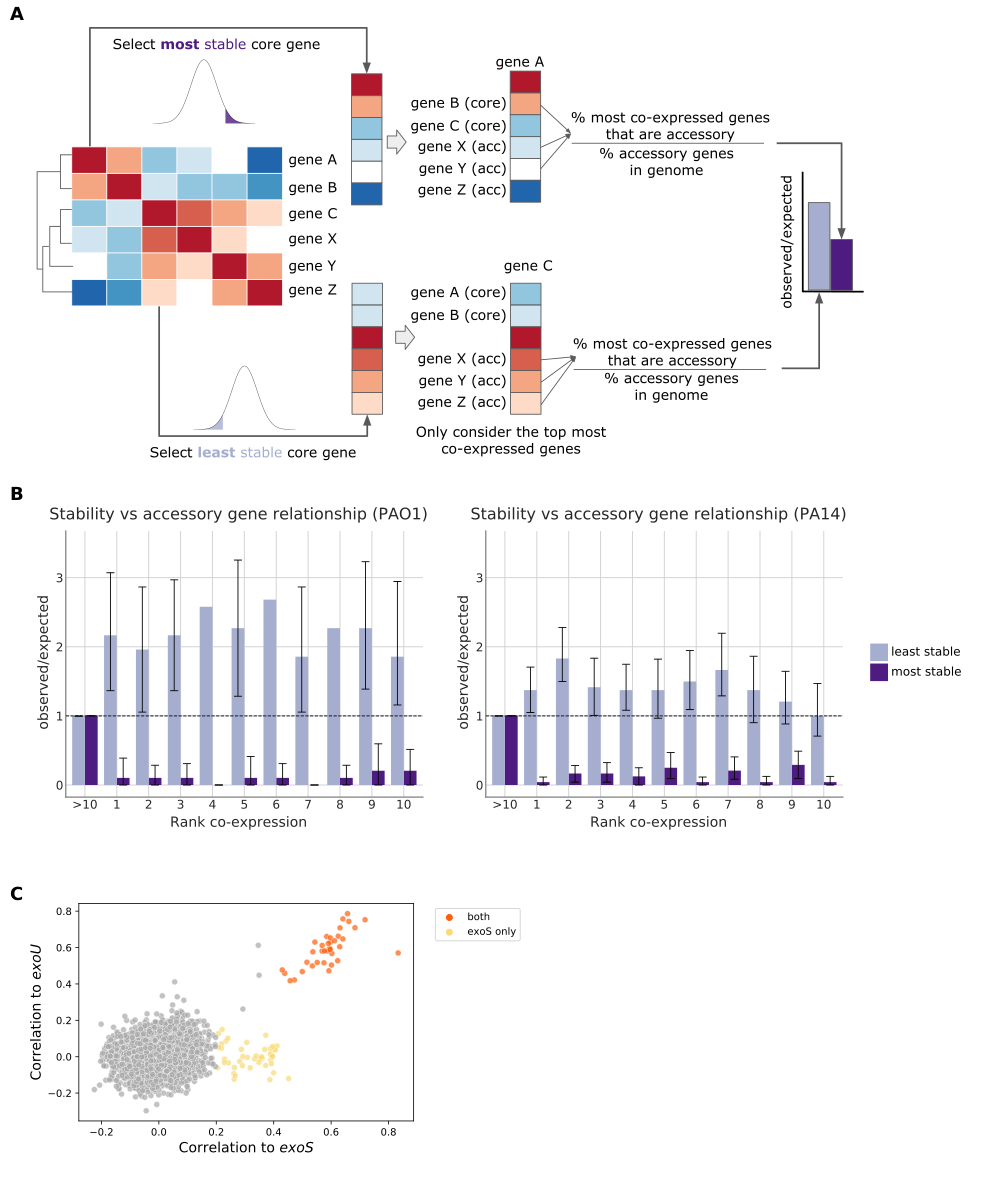 A
Select most stable core gene
gene A
gene B
gene C
gene X
gene Y
gene Z
gene A
gene B (core)
gene C (core)
gene X (acc)
gene Y (acc)
gene Z (acc)
% most co-expressed genes
that are accessory
% accessory genes
in genome
observed/expected
gene C
gene A (core)
gene B (core)
gene X (acc)
gene Y (acc)
gene Z (acc)
% most co-expressed genes
that are accessory
% accessory genes
in genome
Only consider the top most
co-expressed genes
Select least stable core gene
B
Stability vs accessory gene relationship (PAO1)
observed/expected
3
2
1
0
>10 1 2 3 4 5 6 7 8 9 10
Rank co-expression
Stability vs accessory gene relationship (PA14)
observed/expected
3
2
1
0
>10 1 2 3 4 5 6 7 8 9 10
Rank co-expression
least stable
most stable
C
Correlation to exoU
0.8
0.6
0.4
0.2
0.0
−0.2
−0.2 0.0 0.2 0.4 0.6 0.8
Correlation to exoS
both
exoS only